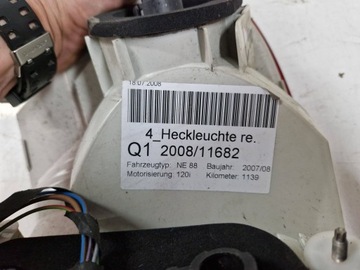 18.07.2008
4_Heckleuchte re.
Q1 2008/11682
Fahrzeugtyp: NE 88 Baujahr: 2007/08
Motorisierung: 120i Kilometer: 1139